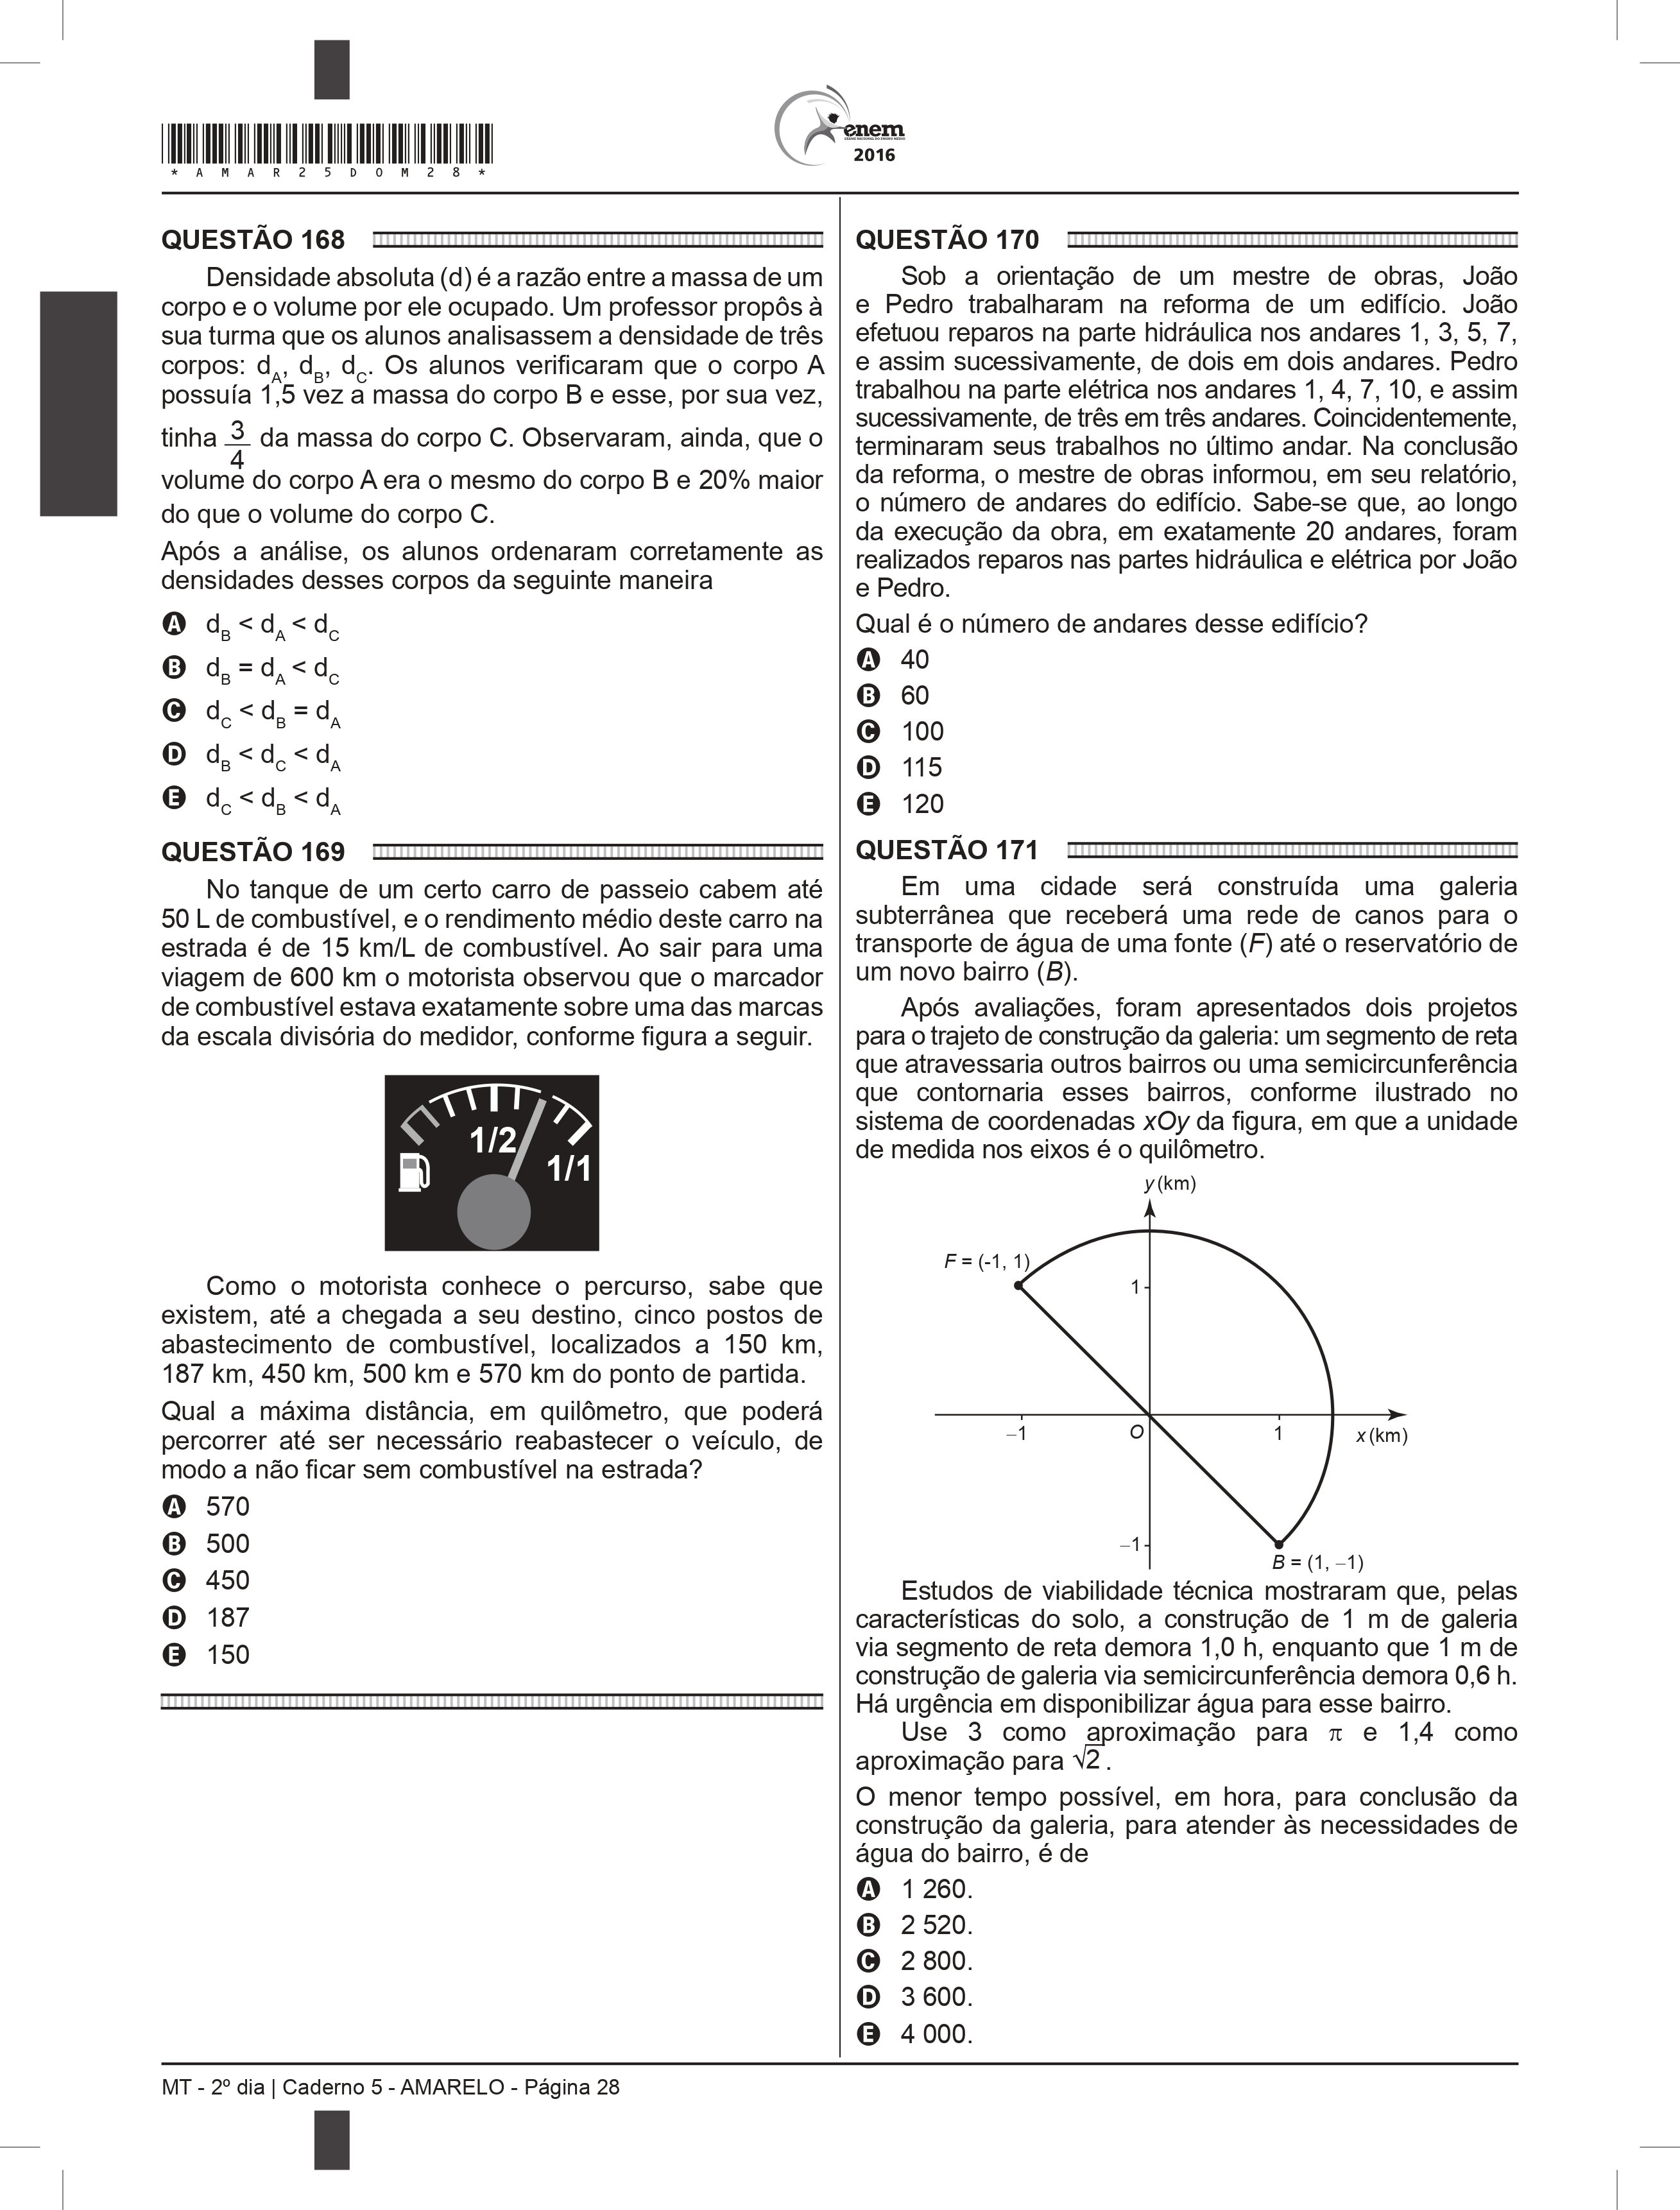 *AMAR25DOM28*
enem
2016
QUESTÃO 168
Densidade absoluta (d) é a razão entre a massa de um
corpo e o volume por ele ocupado. Um professor propôs à
sua turma que os alunos analisassem a densidade de três
corpos: dA, dB, dC. Os alunos verificaram que o corpo A
possuía 1,5 vez a massa do corpo B e esse, por sua vez,
tinha 3/4 da massa do corpo C. Observaram, ainda, que o
volume do corpo A era o mesmo do corpo B e 20% maior
do que o volume do corpo C.
Após a análise, os alunos ordenaram corretamente as
densidades desses corpos da seguinte maneira
A dB < dA < dC
B dB = dA < dC
C dC < dB = dA
D dB < dC < dA
E dC < dB < dA
QUESTÃO 169
No tanque de um certo carro de passeio cabem até
50 L de combustível, e o rendimento médio deste carro na
estrada é de 15 km/L de combustível. Ao sair para uma
viagem de 600 km o motorista observou que o marcador
de combustível estava exatamente sobre uma das marcas
da escala divisória do medidor, conforme figura a seguir.
1/2
1/1
Como o motorista conhece o percurso, sabe que
existem, até a chegada a seu destino, cinco postos de
abastecimento de combustível, localizados a 150 km,
187 km, 450 km, 500 km e 570 km do ponto de partida.
Qual a máxima distância, em quilômetro, que poderá
percorrer até ser necessário reabastecer o veículo, de
modo a não ficar sem combustível na estrada?
A 570
B 500
C 450
D 187
E 150
QUESTÃO 170
Sob a orientação de um mestre de obras, João
e Pedro trabalharam na reforma de um edifício. João
efetuou reparos na parte hidráulica nos andares 1, 3, 5, 7,
e assim sucessivamente, de dois em dois andares. Pedro
trabalhou na parte elétrica nos andares 1, 4, 7, 10, e assim
sucessivamente, de três em três andares. Coincidentemente,
terminaram seus trabalhos no último andar. Na conclusão
da reforma, o mestre de obras informou, em seu relatório,
o número de andares do edifício. Sabe-se que, ao longo
da execução da obra, em exatamente 20 andares, foram
realizados reparos nas partes hidráulica e elétrica por João
e Pedro.
Qual é o número de andares desse edifício?
A 40
B 60
C 100
D 115
E 120
QUESTÃO 171
Em uma cidade será construída uma galeria
subterrânea que receberá uma rede de canos para o
transporte de água de uma fonte (F) até o reservatório de
um novo bairro (B).
Após avaliações, foram apresentados dois projetos
para o trajeto de construção da galeria: um segmento de reta
que atravessaria outros bairros ou uma semicircunferência
que contornaria esses bairros, conforme ilustrado no
sistema de coordenadas xOy da figura, em que a unidade
de medida nos eixos é o quilômetro.
y (km)
F = (-1, 1)
1
–1
O
1
x (km)
–1
B = (1, –1)
Estudos de viabilidade técnica mostraram que, pelas
características do solo, a construção de 1 m de galeria
via segmento de reta demora 1,0 h, enquanto que 1 m de
construção de galeria via semicircunferência demora 0,6 h.
Há urgência em disponibilizar água para esse bairro.
Use 3 como aproximação para π e 1,4 como
aproximação para √2.
O menor tempo possível, em hora, para conclusão da
construção da galeria, para atender às necessidades de
água do bairro, é de
A 1 260.
B 2 520.
C 2 800.
D 3 600.
E 4 000.
MT - 2º dia | Caderno 5 - AMARELO - Página 28